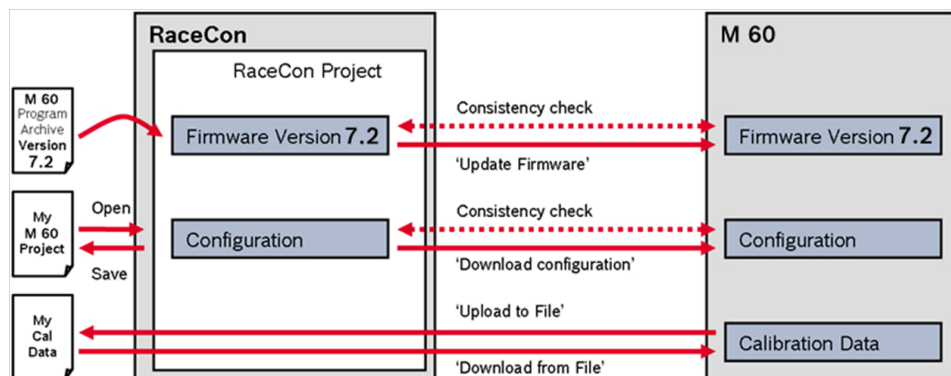 RaceCon
M 60
RaceCon Project
M 60
Program
Archive
Version
7.2
Firmware Version 7.2
Consistency check
'Update Firmware'
Firmware Version 7.2
My
M 60
Project
Open
Save
Configuration
Consistency check
'Download configuration'
Configuration
My
Cal
Data
'Upload to File'
'Download from File'
Calibration Data